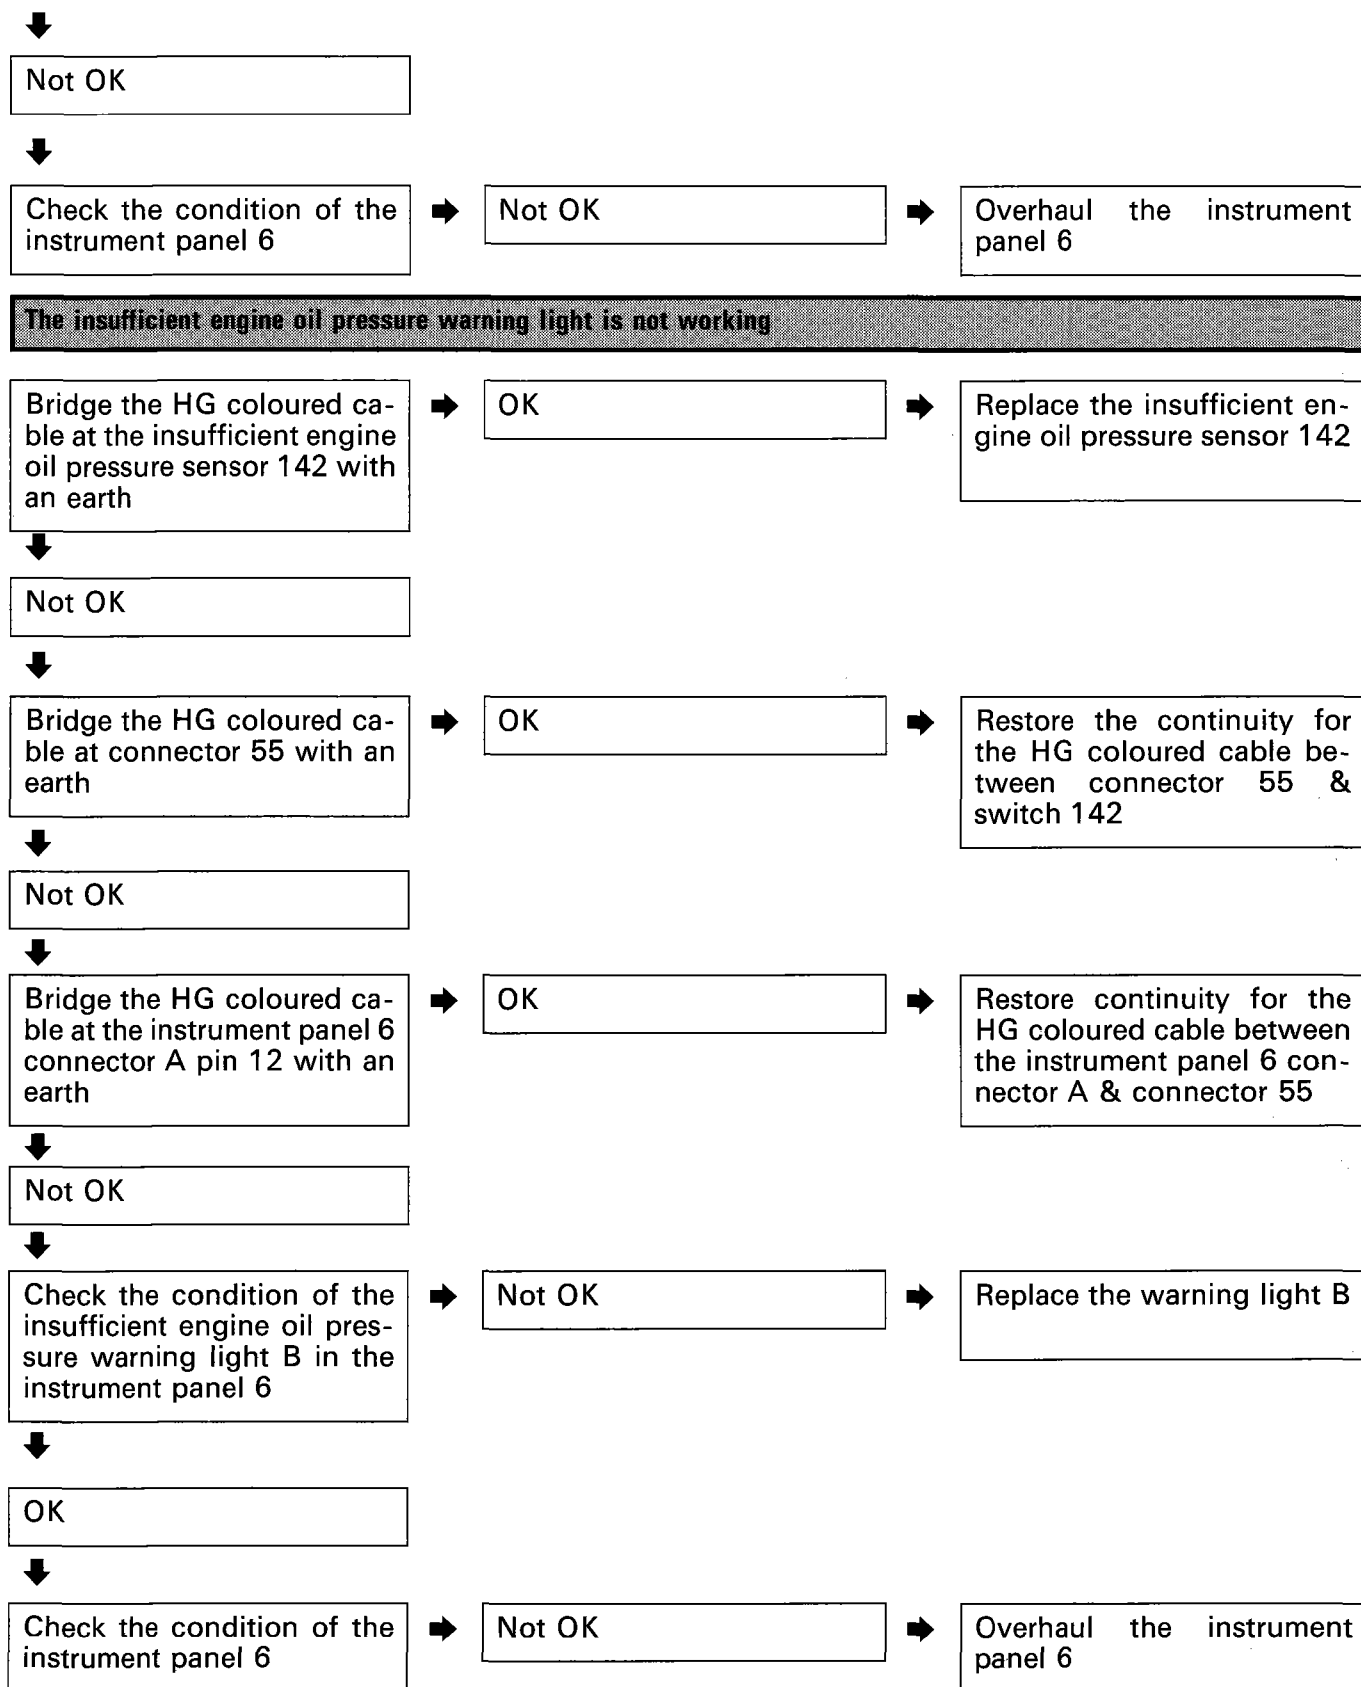 Not OK
Check the condition of the
instrument panel 6
Not OK
Overhaul the instrument
panel 6
The insufficient engine oil pressure warning light is not working
Bridge the HG coloured ca-
ble at the insufficient engine
oil pressure sensor 142 with
an earth
OK
Replace the insufficient en-
gine oil pressure sensor 142
Not OK
Bridge the HG coloured ca-
ble at connector 55 with an
earth
OK
Restore the continuity for
the HG coloured cable be-
tween connector 55 &
switch 142
Not OK
Bridge the HG coloured ca-
ble at the instrument panel 6
connector A pin 12 with an
earth
OK
Restore continuity for the
HG coloured cable between
the instrument panel 6 con-
nector A & connector 55
Not OK
Check the condition of the
insufficient engine oil pres-
sure warning light B in the
instrument panel 6
Not OK
Replace the warning light B
OK
Check the condition of the
instrument panel 6
Not OK
Overhaul the instrument
panel 6